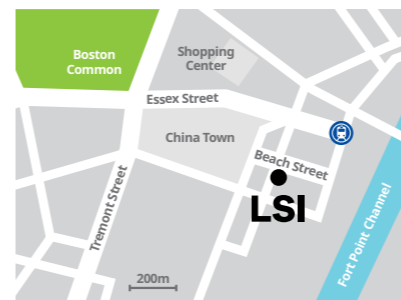 Boston
Common
Shopping
Center
Essex Street
China Town
Beach Street
LSI
Tremont Street
Fort Point Channel
200m